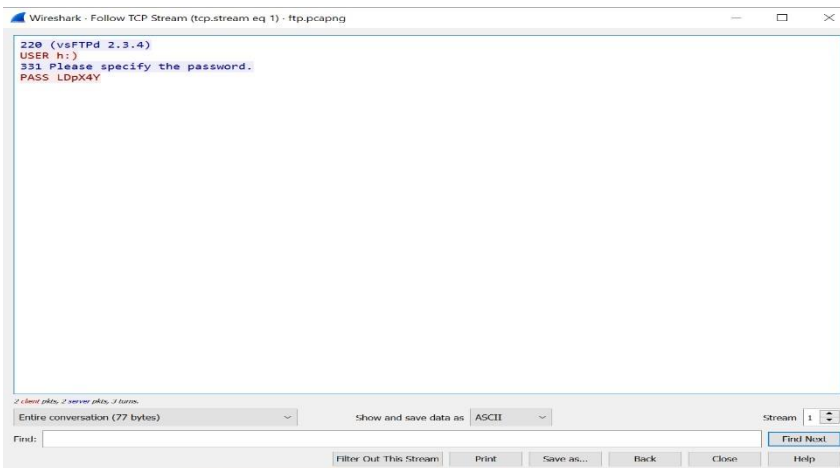 Wireshark · Follow TCP Stream (tcp.stream eq 1) · ftp.pcapng
220 (vsFTPd 2.3.4)
USER h:)
331 Please specify the password.
PASS LDpX4Y
2 client pkts, 2 server pkts, 3 turns.
Entire conversation (77 bytes)
Show and save data as ASCII
Stream 1
Find:
Find Next
Filter Out This Stream
Print
Save as...
Back
Close
Help